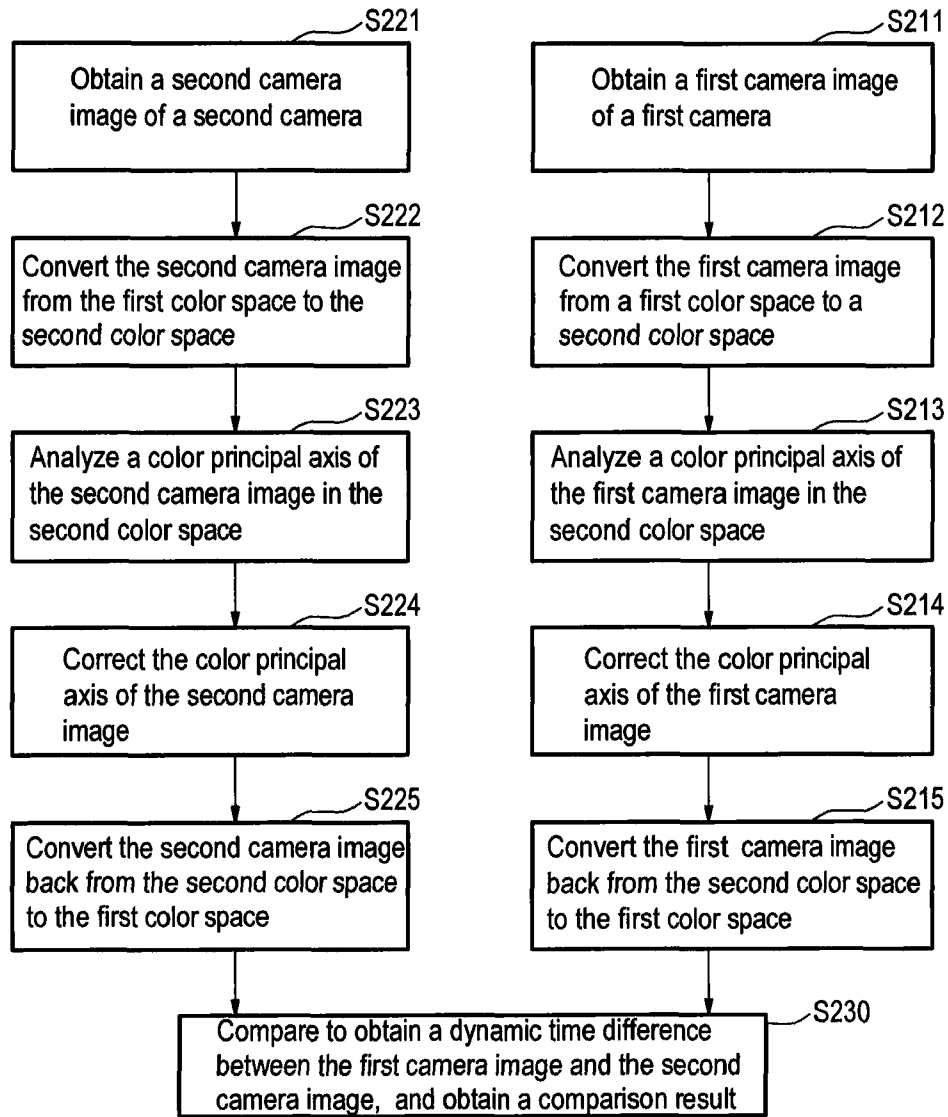 S221
Obtain a second camera
image of a second camera
S211
Obtain a first camera image
of a first camera
S222
Convert the second camera image
from the first color space to the
second color space
S212
Convert the first camera image
from a first color space to a
second color space
S223
Analyze a color principal axis of
the second camera image in the
second color space
S213
Analyze a color principal axis of
the first camera image in the
second color space
S224
Correct the color principal
axis of the second camera
image
S214
Correct the color principal
axis of the first camera
image
S225
Convert the second camera image
back from the second color space
to the first color space
S215
Convert the first camera image
back from the second color space
to the first color space
S230
Compare to obtain a dynamic time difference
between the first camera image and the second
camera image, and obtain a comparison result